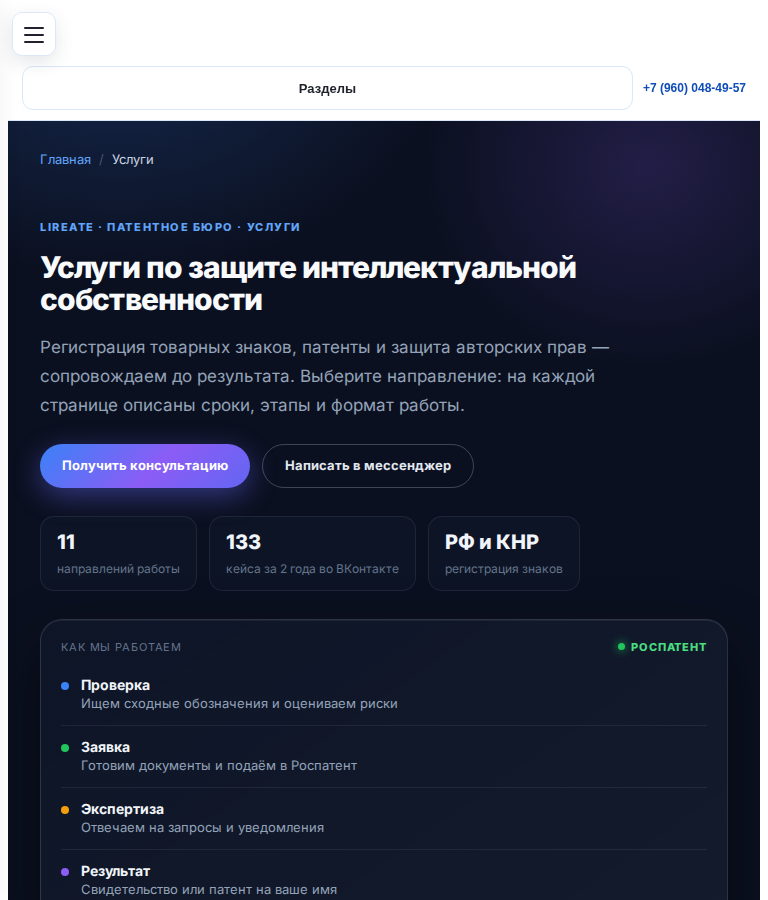 Разделы
+7 (960) 048-49-57
Главная / Услуги
LIREATE · ПАТЕНТНОЕ БЮРО · УСЛУГИ
Услуги по защите интеллектуальной
собственности
Регистрация товарных знаков, патенты и защита авторских прав —
сопровождаем до результата. Выберите направление: на каждой
странице описаны сроки, этапы и формат работы.
Получить консультацию
Написать в мессенджер
11
направлений работы
133
кейса за 2 года во ВКонтакте
РФ и КНР
регистрация знаков
КАК МЫ РАБОТАЕМ
РОСПАТЕНТ
Проверка
Ищем сходные обозначения и оцениваем риски
Заявка
Готовим документы и подаём в Роспатент
Экспертиза
Отвечаем на запросы и уведомления
Результат
Свидетельство или патент на ваше имя